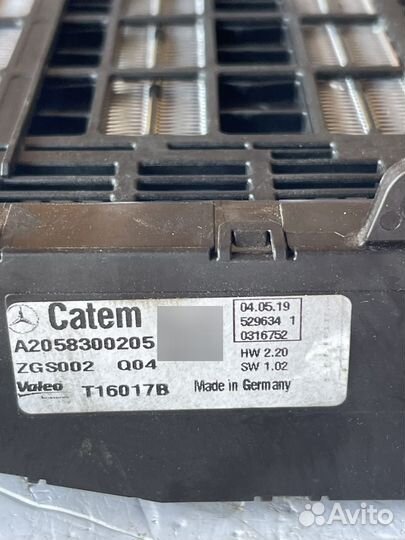 Catem
A2058300205
ZGS002 Q04
Valeo T16017B
04.05.19
529634 1
0316752
HW 2.20
SW 1.02
Made in Germany
Avito